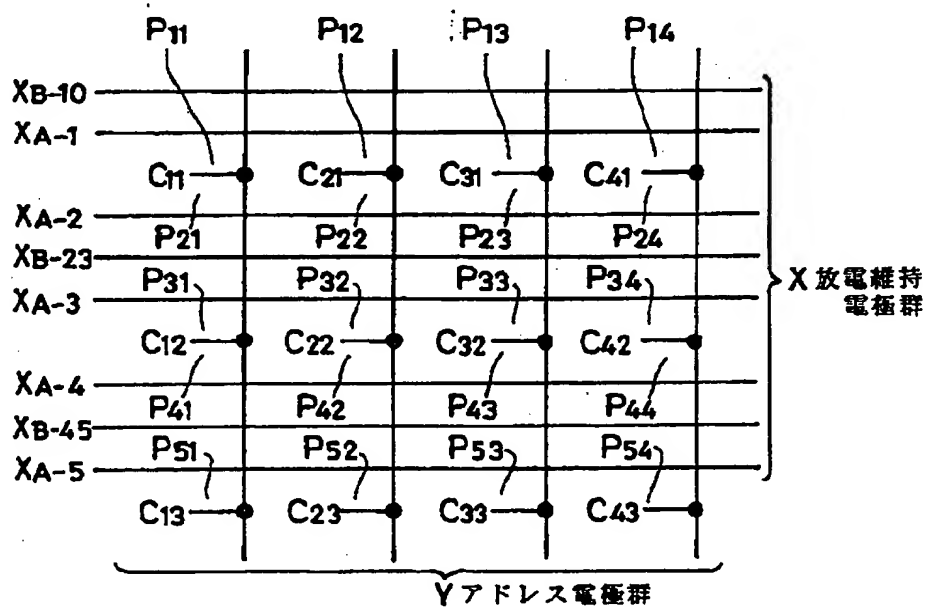 P11 P12 P13 P14
XB-10
XA-1
C11 C21 C31 C41
XA-2
P21 P22 P23 P24
XB-23
P31 P32 P33 P34
X 放電維持
XA-3
電極群
C12 C22 C32 C42
XA-4
P41 P42 P43 P44
XB-45
P51 P52 P53 P54
XA-5
C13 C23 C33 C43
Y アドレス電極群